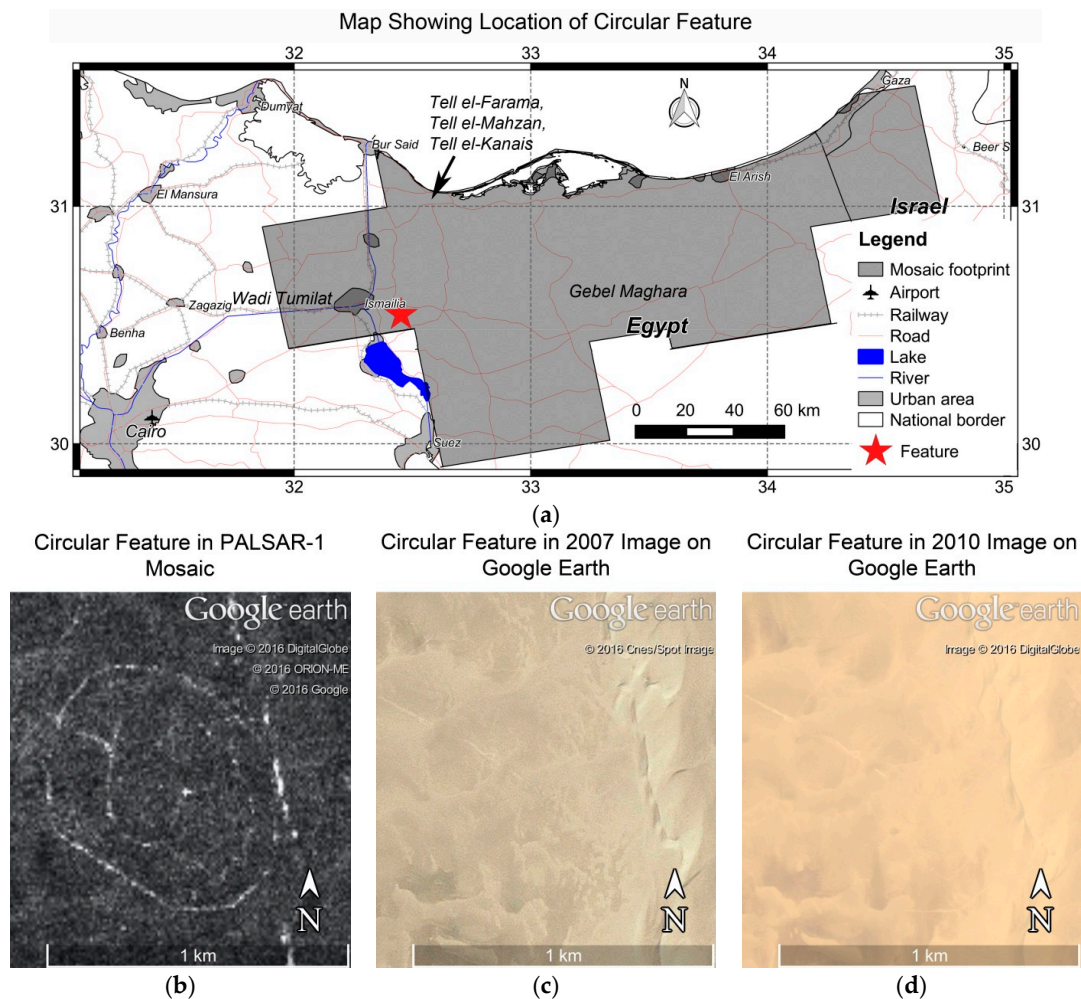 Map Showing Location of Circular Feature
32 33 34 35
N
Gaza
Dumyat
Tell el-Farama,
Tell el-Mahzan,
Tell el-Kanais
Bur Said
Beer S
El Mansura
El Arish
31 31
Israel
Legend
Mosaic footprint
Airport
Railway
Road
Lake
River
Urban area
National border
Feature
Zagazig
Wadi Tumilat
Ismailia
Gebel Maghara
Benha
Egypt
0 20 40 60 km
Cairo
Suez
30 30
32 33 34 35
(a)
Circular Feature in PALSAR-1
Mosaic
Google earth
Image © 2016 DigitalGlobe
© 2016 ORION-ME
© 2016 Google
N
1 km
(b)
Circular Feature in 2007 Image on
Google Earth
Google earth
© 2016 Cnes/Spot Image
N
1 km
(c)
Circular Feature in 2010 Image on
Google Earth
Google earth
Image © 2016 DigitalGlobe
N
1 km
(d)